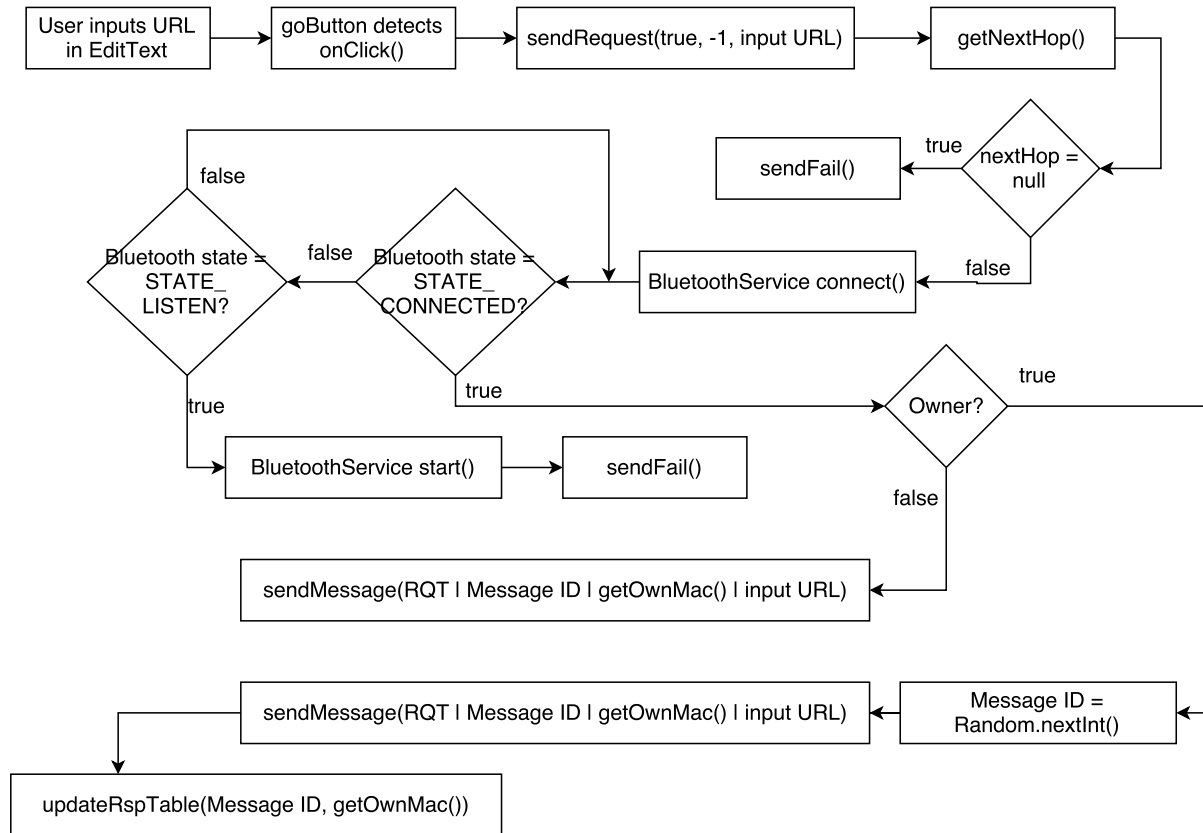 User inputs URL
in EditText
goButton detects
onClick()
sendRequest(true, -1, input URL)
getNextHop()
true
nextHop =
null
sendFail()
false
false
Bluetooth state =
STATE_
LISTEN?
false
Bluetooth state =
STATE_
CONNECTED?
BluetoothService connect()
true
true
Owner?
true
BluetoothService start()
sendFail()
false
sendMessage(RQT | Message ID | getOwnMac() | input URL)
sendMessage(RQT | Message ID | getOwnMac() | input URL)
Message ID =
Random.nextInt()
updateRspTable(Message ID, getOwnMac())